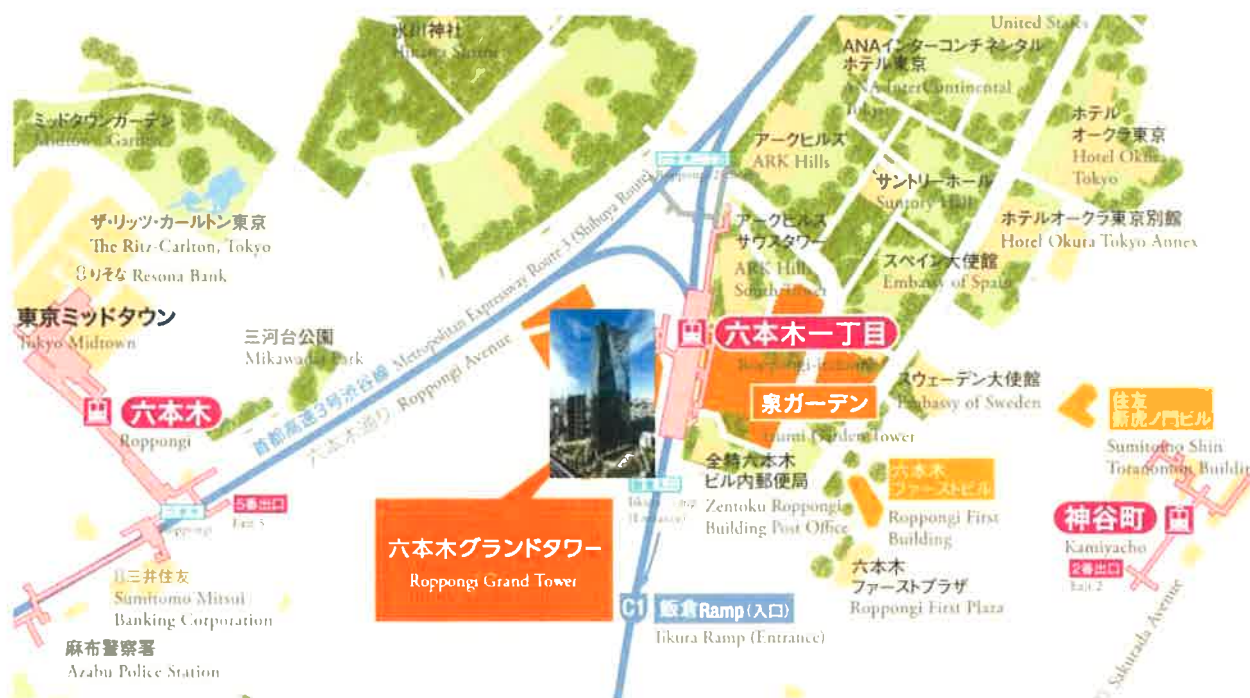 氷川神社
Hikawa Shrine
United States
ANAインターコンチネンタル
ホテル東京
ANA InterContinental
Tokyo
ミッドタウンガーデン
Midtown Garden
アークヒルズ
ARK Hills
ホテル
オークラ東京
Hotel Okura
Tokyo
サントリーホール
Suntory Hall
ザ・リッツ・カールトン東京
The Ritz-Carlton, Tokyo
りそな Resona Bank
アークヒルズ
サウスタワー
ARK Hills
South Tower
ホテルオークラ東京別館
Hotel Okura Tokyo Annex
スペイン大使館
Embassy of Spain
東京ミッドタウン
Tokyo Midtown
三河台公園
Mikawadai Park
首都高速3号渋谷線 Metropolitan Expressway Route 3 (Shibuya Route)
六本木通り Roppongi Avenue
六本木一丁目
六本木
Roppongi
泉ガーデン
Izumi Garden Tower
スウェーデン大使館
Embassy of Sweden
住友
新虎ノ門ビル
Sumitomo Shin
Toranomon Buildin
5番出口
Exit 5
全特六本木
ビル内郵便局
Zentoku Roppongi
Building Post Office
六本木
ファーストビル
Roppongi First
Building
神谷町
Kamiyacho
2番出口
Exit 2
六本木グランドタワー
Roppongi Grand Tower
六本木
ファーストプラザ
Roppongi First Plaza
三井住友
Sumitomo Mitsui
Banking Corporation
C1 飯倉Ramp(入口)
Iikura Ramp (Entrance)
麻布警察署
Azabu Police Station
Sakurada Avenue